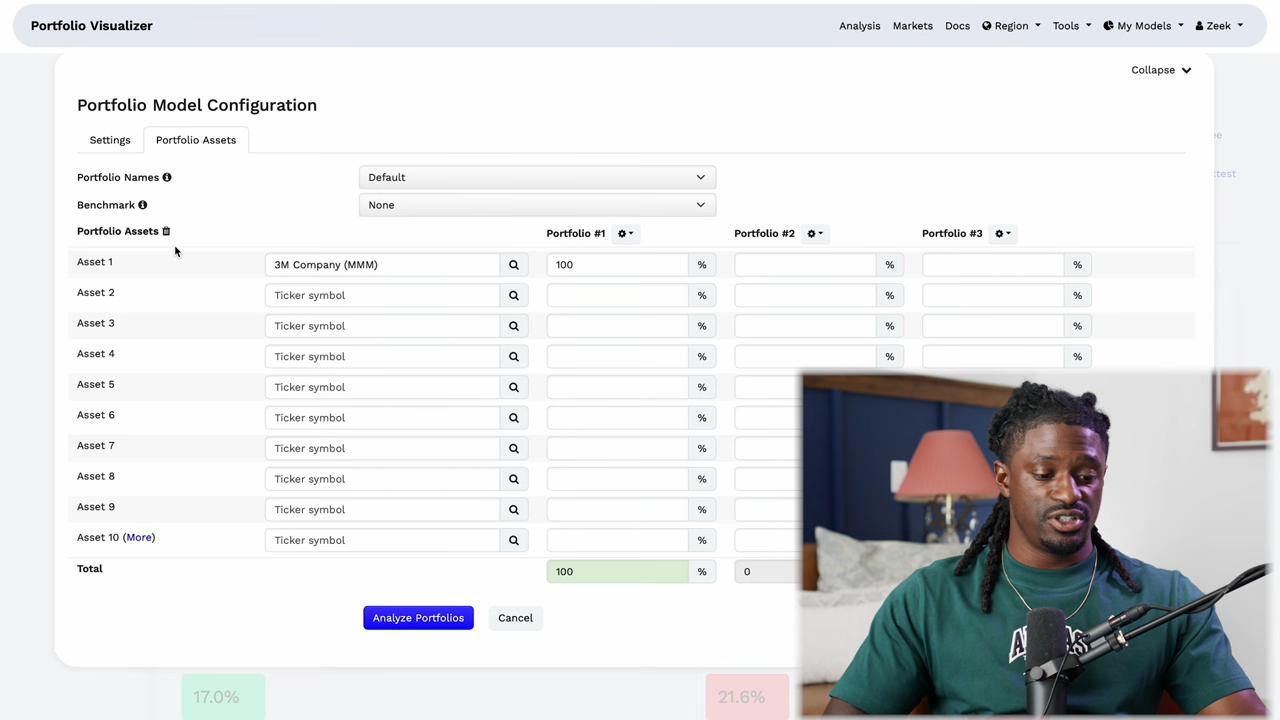 Portfolio Visualizer
Analysis Markets Docs Region Tools My Models Zeek
Collapse
Portfolio Model Configuration
Settings Portfolio Assets
Portfolio Names Default
Benchmark None
Portfolio Assets Portfolio #1 Portfolio #2 Portfolio #3
Asset 1 3M Company (MMM) 100 % % %
Asset 2 Ticker symbol % % %
Asset 3 Ticker symbol % % %
Asset 4 Ticker symbol % % %
Asset 5 Ticker symbol %
Asset 6 Ticker symbol %
Asset 7 Ticker symbol %
Asset 8 Ticker symbol %
Asset 9 Ticker symbol %
Asset 10 (More) Ticker symbol %
Total 100 % 0
Analyze Portfolios Cancel
17.0% 21.6%